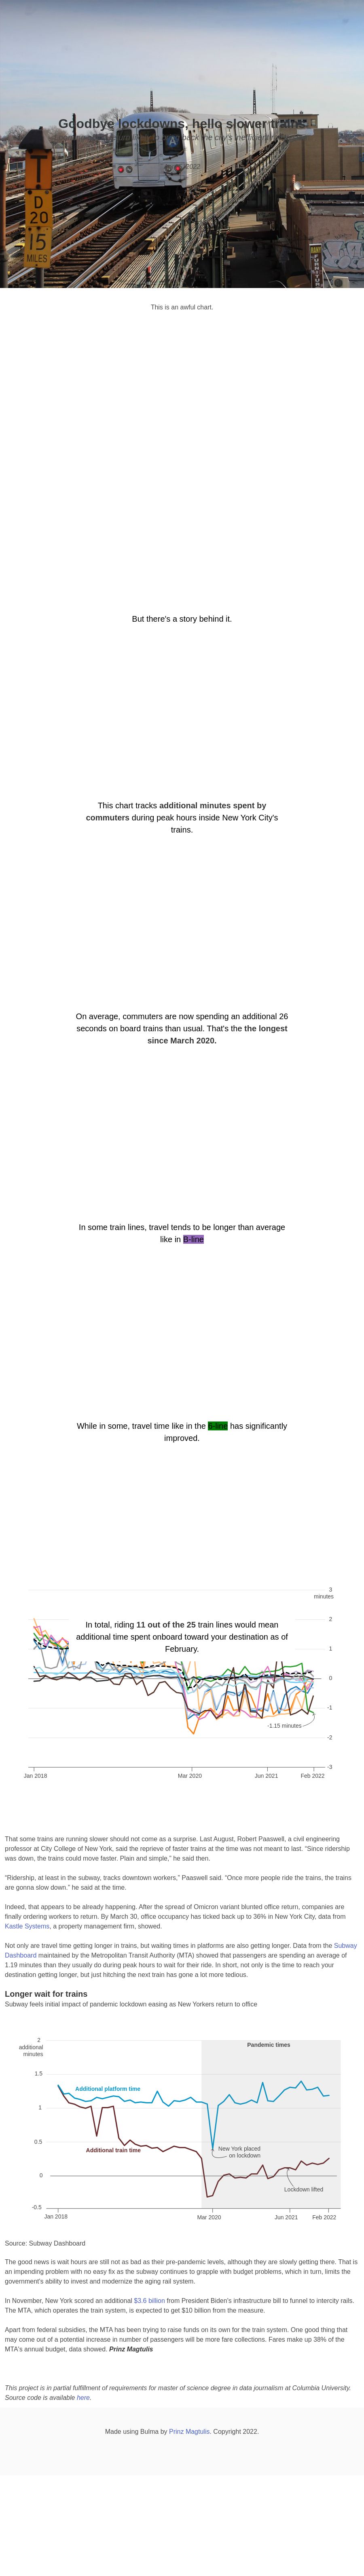 Goodbye lockdowns, hello slower trains
2022
A
T
D
20
15
MILES
ANT
FURNITUR
This is an awful chart.
But there's a story behind it.
This chart tracks additional minutes spent by
commuters during peak hours inside New York City's
trains.
On average, commuters are now spending an additional 26
seconds on board trains than usual. That's the the longest
since March 2020.
In some train lines, travel tends to be longer than average
like in B-line
While in some, travel time like in the
has significantly
improved.
3
minutes
In total, riding 11 out of the 25 train lines would mean
additional time spent onboard toward your destination as of
February.
2
1
0
-1
-1.15 minutes
-2
-3
Jan 2018
Mar 2020
Jun 2021
Feb 2022
That some trains are running slower should not come as a surprise. Last August, Robert Paaswell, a civil engineering
professor at City College of New York, said the reprieve of faster trains at the time was not meant to last. “Since ridership
was down, the trains could move faster. Plain and simple,” he said then.
“Ridership, at least in the subway, tracks downtown workers,” Paaswell said. “Once more people ride the trains, the trains
are gonna slow down.” he said at the time.
Indeed, that appears to be already happening. After the spread of Omicron variant blunted office return, companies are
finally ordering workers to return. By March 30, office occupancy has ticked back up to 36% in New York City, data from
Kastle Systems, a property management firm, showed.
Not only are travel time getting longer in trains, but waiting times in platforms are also getting longer. Data from the Subway
Dashboard maintained by the Metropolitan Transit Authority (MTA) showed that passengers are spending an average of
1.19 minutes than they usually do during peak hours to wait for their ride. In short, not only is the time to reach your
destination getting longer, but just hitching the next train has gone a lot more tedious.
Longer wait for trains
Subway feels initial impact of pandemic lockdown easing as New Yorkers return to office
2
additional
minutes
Pandemic times
1.5
Additional platform time
1
0.5
Additional train time
New York placed
on lockdown
0
Lockdown lifted
-0.5
Jan 2018
Mar 2020
Jun 2021
Feb 2022
Source: Subway Dashboard
The good news is wait hours are still not as bad as their pre-pandemic levels, although they are slowly getting there. That is
an impending problem with no easy fix as the subway continues to grapple with budget problems, which in turn, limits the
government's ability to invest and modernize the aging rail system.
In November, New York scored an additional $3.6 billion from President Biden's infrastructure bill to funnel to intercity rails.
The MTA, which operates the train system, is expected to get $10 billion from the measure.
Apart from federal subsidies, the MTA has been trying to raise funds on its own for the train system. One good thing that
may come out of a potential increase in number of passengers will be more fare collections. Fares make up 38% of the
MTA's annual budget, data showed. Prinz Magtulis
This project is in partial fulfillment of requirements for master of science degree in data journalism at Columbia University.
Source code is available here.
Made using Bulma by Prinz Magtulis. Copyright 2022.